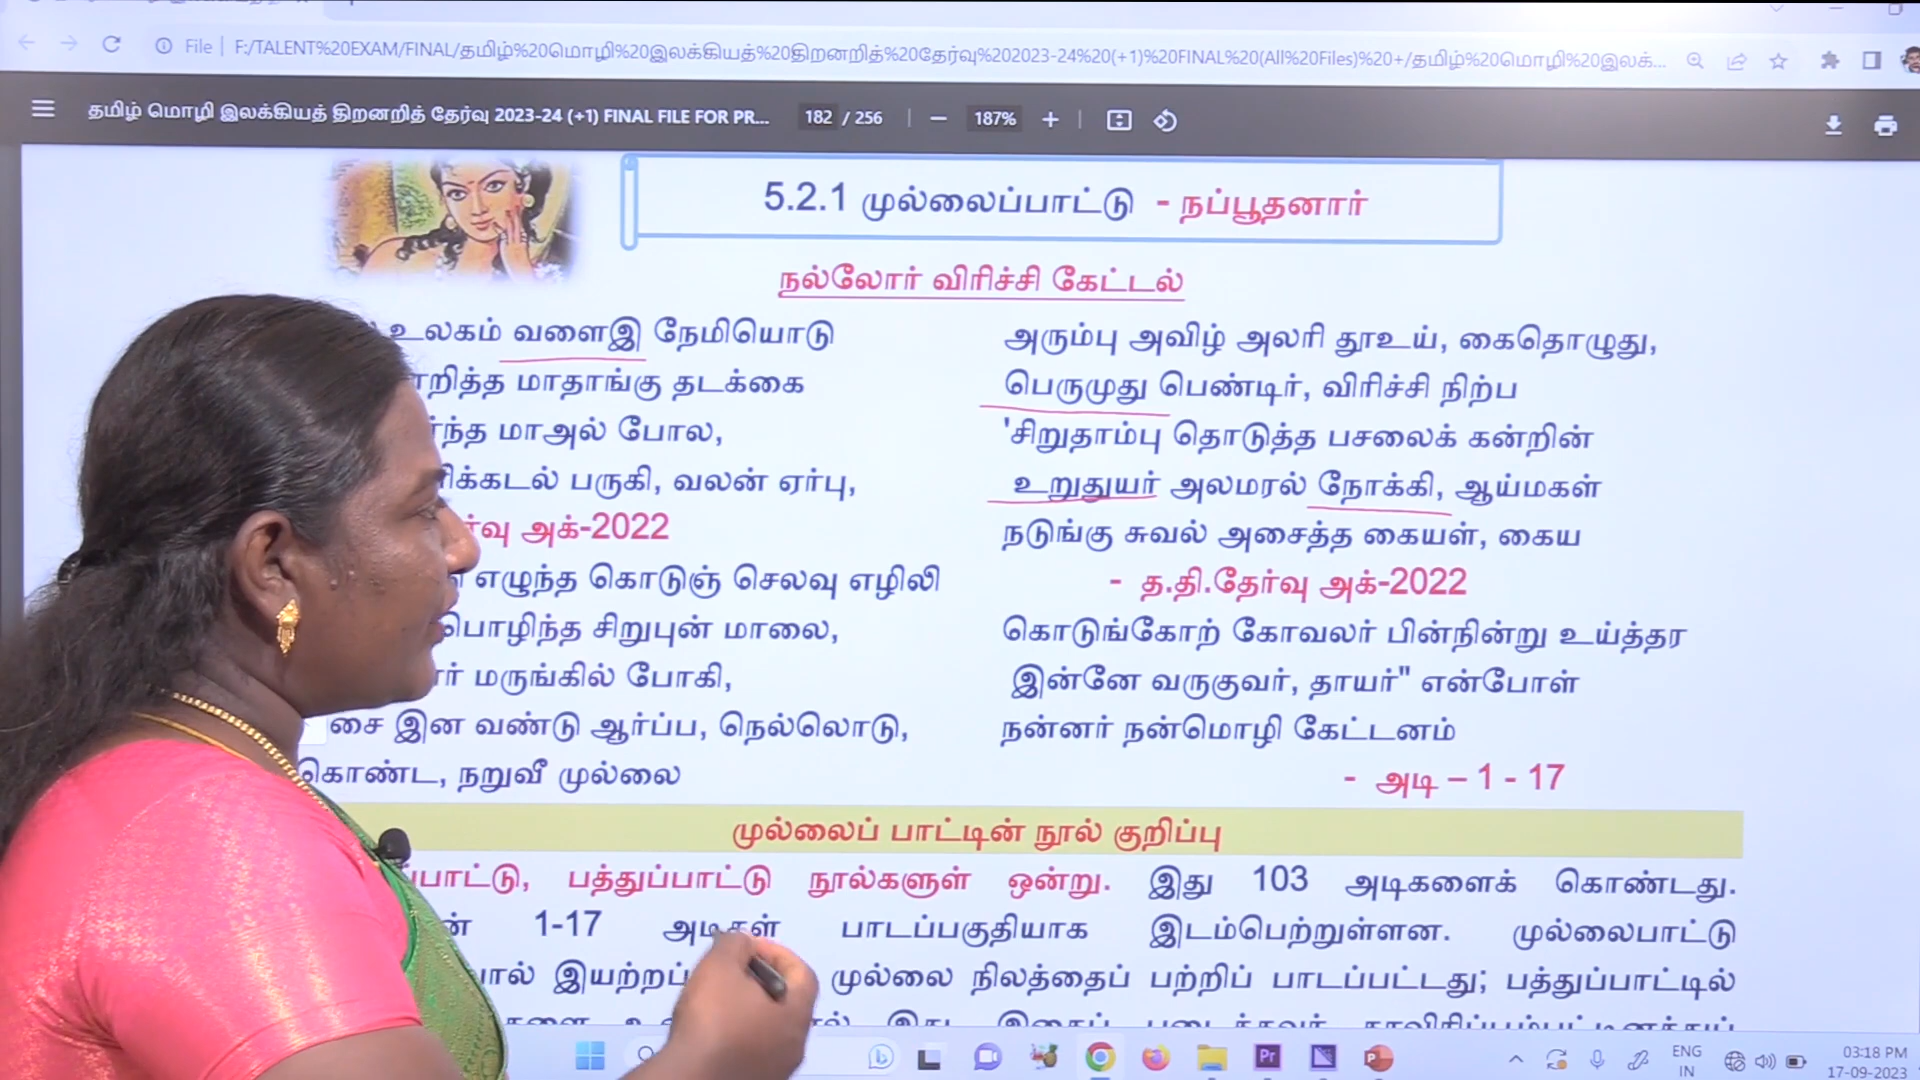 File | F:/TALENT%20EXAM/FINAL/தமிழ்%20மொழி%20இலக்கியத்%20திறனறித்%20தேர்வு%202023-24%20(+1)%20FINAL%20(All%20Files)%20+/தமிழ்%20மொழி%20இலக்...
தமிழ் மொழி இலக்கியத் திறனறித் தேர்வு 2023-24 (+1) FINAL FILE FOR PR... 182 / 256 187%
5.2.1 முல்லைப்பாட்டு - நப்பூதனார்
நல்லோர் விரிச்சி கேட்டல்
உலகம் வளைஇ நேமியொடு
மாதாங்கு தடக்கை
மாஅல் போல,
பருகி, வலன் ஏர்பு,
அக்-2022
எழுந்த கொடுஞ் செலவு எழிலி
சிறுபுன் மாலை,
மருங்கில் போகி,
இன வண்டு ஆர்ப்ப, நெல்லொடு,
கொண்ட, நறுவீ முல்லை
அரும்பு அவிழ் அலரி தூஉய், கைதொழுது,
பெருமுது பெண்டிர், விரிச்சி நிற்ப
'சிறுதாம்பு தொடுத்த பசலைக் கன்றின்
உறுதுயர் அலமரல் நோக்கி, ஆய்மகள்
நடுங்கு சுவல் அசைத்த கையள், கைய
- த.தி.தேர்வு அக்-2022
கொடுங்கோற் கோவலர் பின்நின்று உய்த்தர
இன்னே வருகுவர், தாயர்" என்போள்
நன்னர் நன்மொழி கேட்டனம்
- அடி – 1 - 17
முல்லைப் பாட்டின் நூல் குறிப்பு
பத்துப்பாட்டு நூல்களுள் ஒன்று. இது 103 அடிகளைக் கொண்டது.
1-17 அடிகள் பாடப்பகுதியாக இடம்பெற்றுள்ளன. முல்லைபாட்டு
முல்லை நிலத்தைப் பற்றிப் பாடப்பட்டது; பத்துப்பாட்டில்
ENG
IN
03:18 PM
17-09-2023